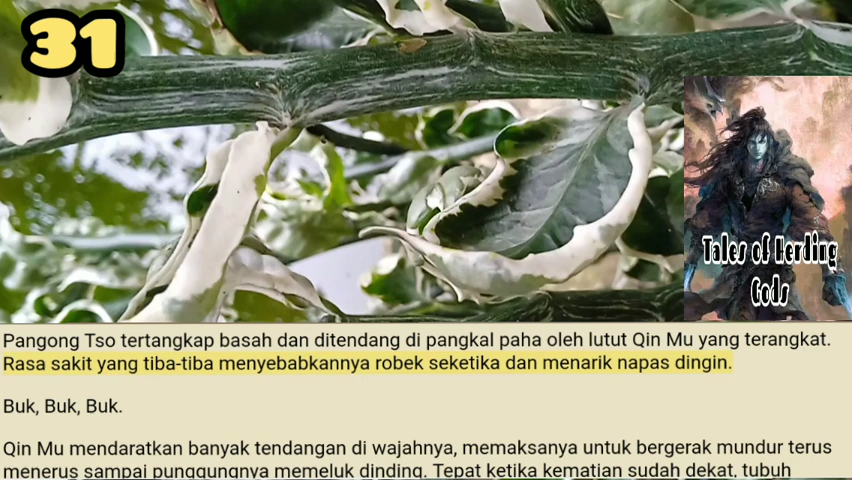 31
Tales of Herding
Gods
Pangong Tso tertangkap basah dan ditendang di pangkal paha oleh lutut Qin Mu yang terangkat.
Rasa sakit yang tiba-tiba menyebabkannya robek seketika dan menarik napas dingin.
Buk, Buk, Buk.
Qin Mu mendaratkan banyak tendangan di wajahnya, memaksanya untuk bergerak mundur terus
menerus sampai punggungnya memeluk dinding. Tepat ketika kematian sudah dekat, tubuh